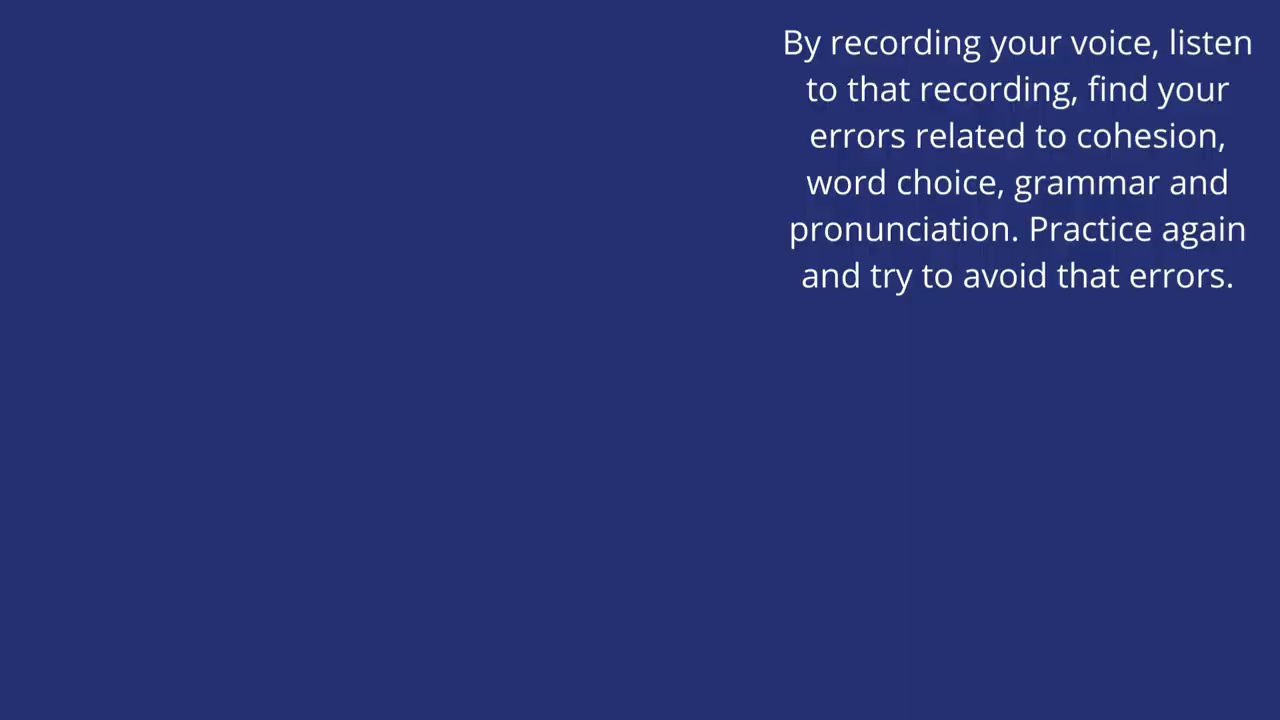 By recording your voice, listen
to that recording, find your
errors related to cohesion,
word choice, grammar and
pronunciation. Practice again
and try to avoid that errors.